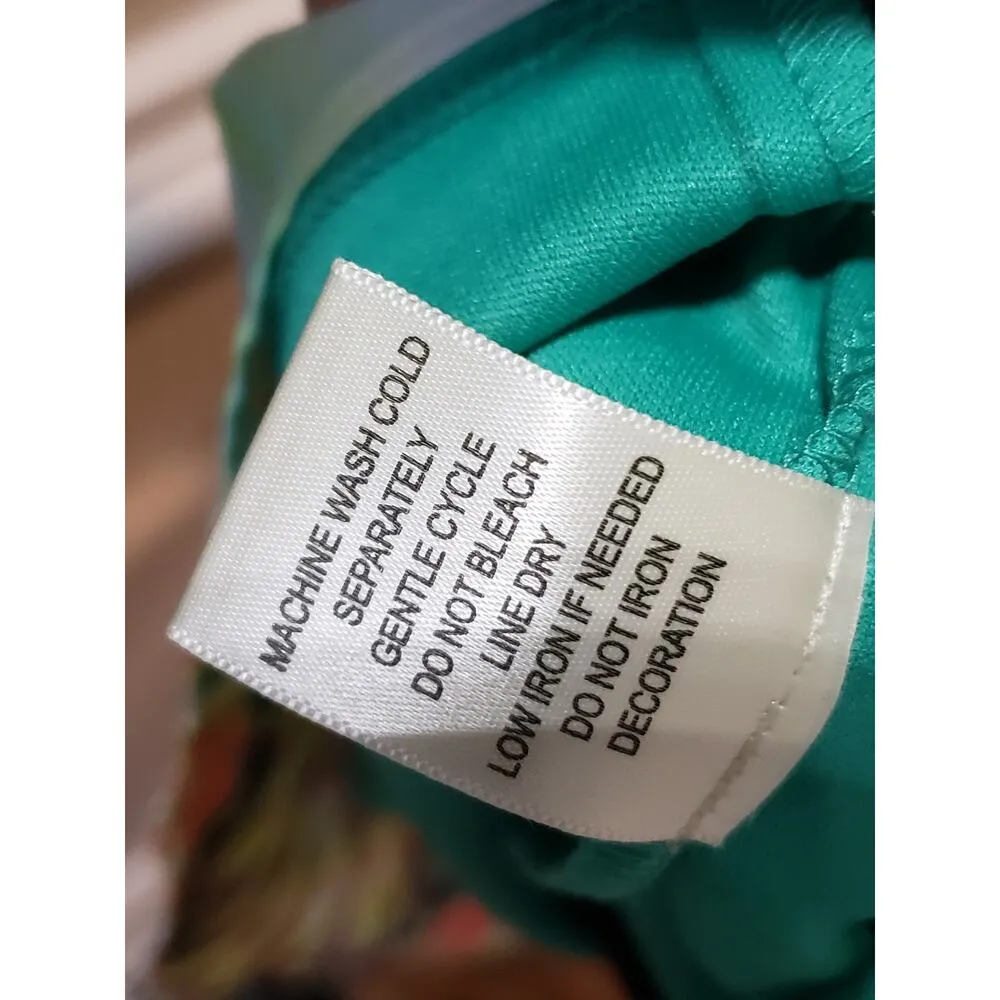 MACHINE WASH COLD
SEPARATELY
GENTLE CYCLE
DO NOT BLEACH
LINE DRY
LOW IRON IF NEEDED
DO NOT IRON
DECORATION